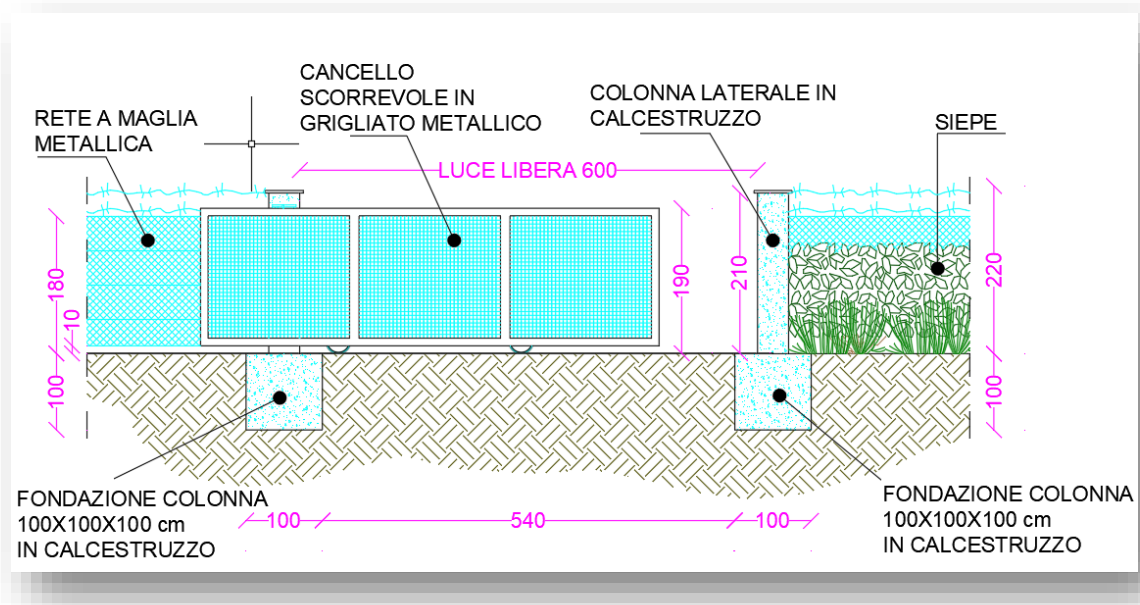 CANCELLO
SCORREVOLE IN
GRIGLIATO METALLICO
RETE A MAGLIA
METALLICA
COLONNA LATERALE IN
CALCESTRUZZO
SIEPE
LUCE LIBERA 600
180
10
100
190
210
220
100
FONDAZIONE COLONNA
100X100X100 cm
IN CALCESTRUZZO
100
540
100
FONDAZIONE COLONNA
100X100X100 cm
IN CALCESTRUZZO